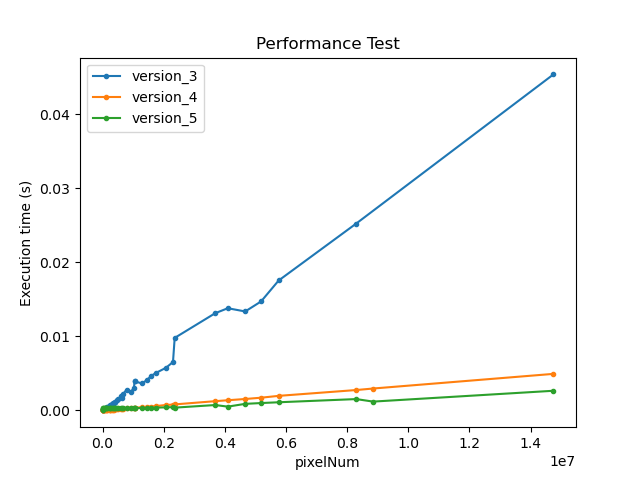 Performance Test
version_3
version_4
version_5
Execution time (s)
0.04
0.03
0.02
0.01
0.00
0.0 0.2 0.4 0.6 0.8 1.0 1.2 1.4
1e7
pixelNum